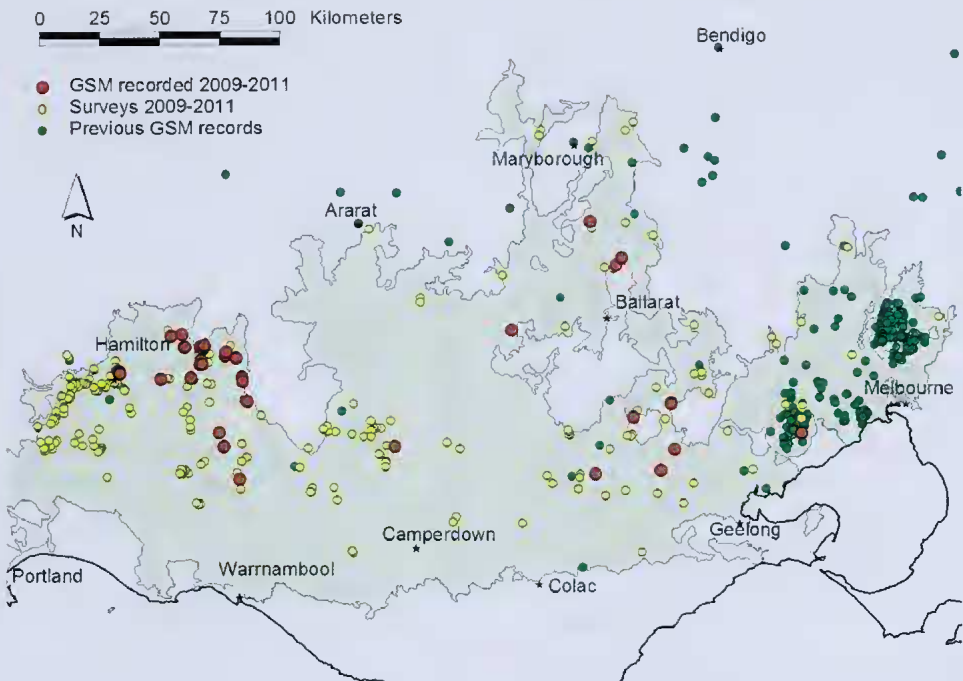 0 25 50 75 100 Kilometers
GSM recorded 2009-2011
Surveys 2009-2011
Previous GSM records
N
Bendigo
Maryborough
Ararat
Ballarat
Hamilton
Melbourne
Geelong
Camperdown
Portland
Warrnambool
Colac